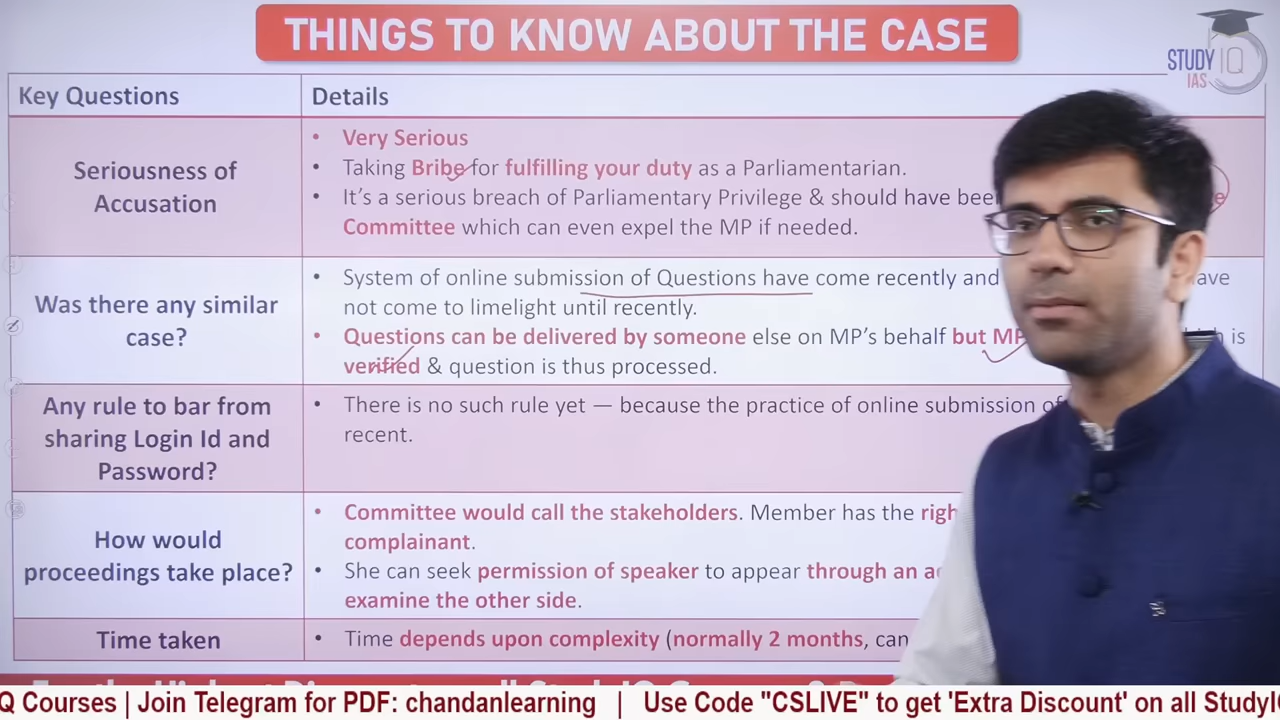 THINGS TO KNOW ABOUT THE CASE
STUDY IQ
IAS
Key Questions
Details
Seriousness of
Accusation
• Very Serious
• Taking Bribe for fulfilling your duty as a Parliamentarian.
• It's a serious breach of Parliamentary Privilege & should have
Committee which can even expel the MP if needed.
Was there any similar
case?
• System of online submission of Questions have come recently and have
not come to limelight until recently.
• Questions can be delivered by someone else on MP's behalf but MP is
verified & question is thus processed.
Any rule to bar from
sharing Login Id and
Password?
• There is no such rule yet — because the practice of online submission of
recent.
How would
proceedings take place?
• Committee would call the stakeholders. Member has the
complainant.
• She can seek permission of speaker to appear through an
examine the other side.
Time taken
• Time depends upon complexity (normally 2 months, can
Q Courses | Join Telegram for PDF: chandanlearning | Use Code "CSLIVE" to get 'Extra Discount' on all StudyI